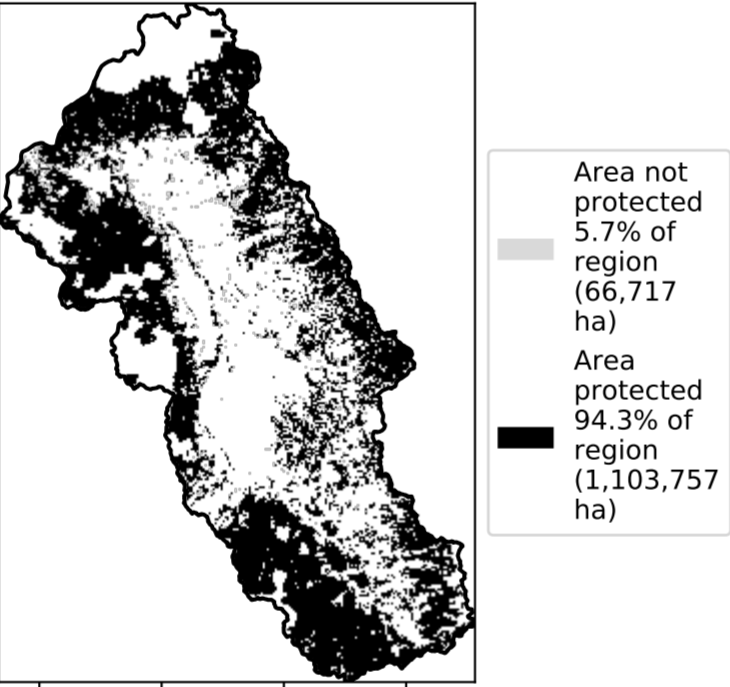 Area not
protected
5.7% of
region
(66,717
ha)
Area
protected
94.3% of
region
(1,103,757
ha)